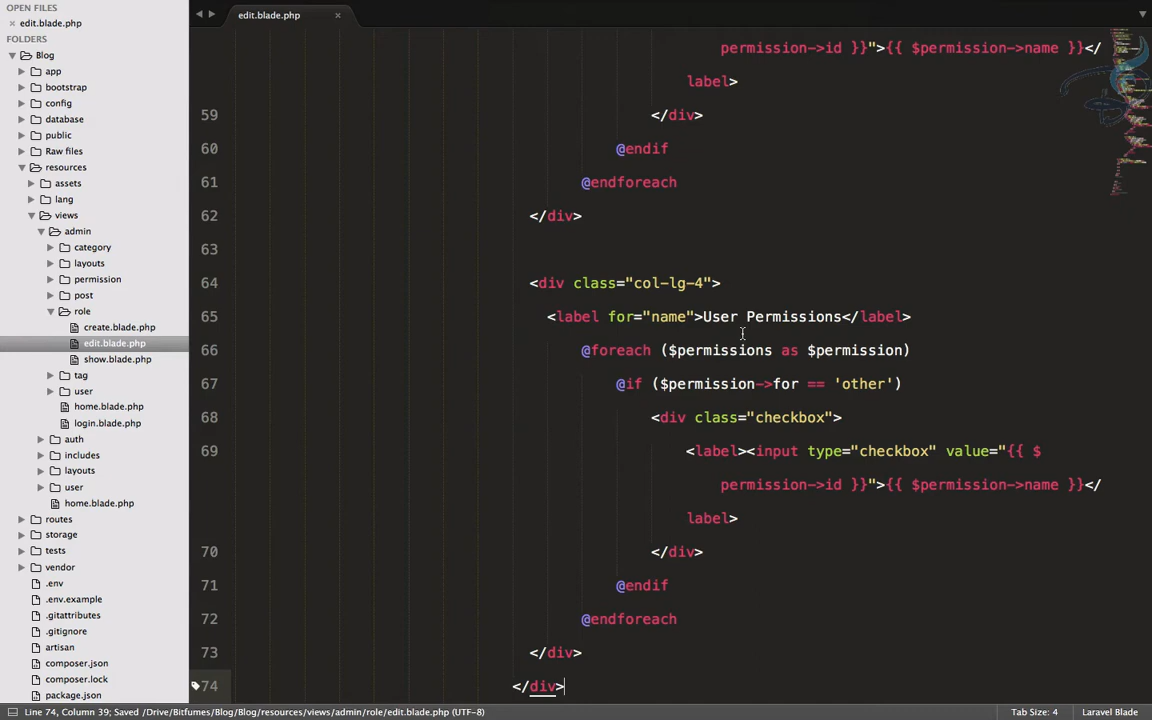 OPEN FILES
× edit.blade.php
FOLDERS
Blog
app
bootstrap
config
database
public
Raw files
resources
assets
lang
views
admin
category
layouts
permission
post
role
create.blade.php
edit.blade.php
show.blade.php
tag
user
home.blade.php
login.blade.php
auth
includes
layouts
user
home.blade.php
routes
storage
tests
vendor
.env
.env.example
.gitattributes
.gitignore
artisan
composer.json
composer.lock
package.json
edit.blade.php ×
permission->id }}">{{ $permission->name }}</
label>
59 </div>
60 @endif
61 @endforeach
62 </div>
63
64 <div class="col-lg-4">
65 <label for="name">User Permissions</label>
66 @foreach ($permissions as $permission)
67 @if ($permission->for == 'other')
68 <div class="checkbox">
69 <label><input type="checkbox" value="{{ $
permission->id }}">{{ $permission->name }}</
label>
70 </div>
71 @endif
72 @endforeach
73 </div>
74 </div>
Line 74, Column 39; Saved /Drive/Bitfumes/Blog/Blog/resources/views/admin/role/edit.blade.php (UTF-8)
Tab Size: 4
Laravel Blade